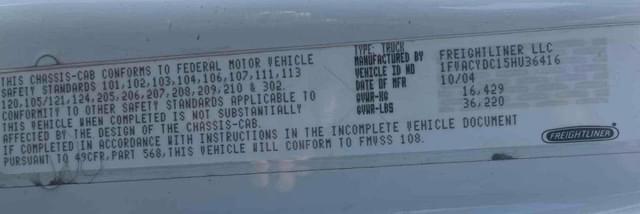 THIS CHASSIS-CAB CONFORMS TO FEDERAL MOTOR VEHICLE
SAFETY STANDARDS 101,102,103,104,106,107,111,113
120,105/121,124,205,206,207,208,209,210 & 302.
CONFORMITY TO OTHER SAFETY STANDARDS APPLICABLE TO
THIS VEHICLE WHEN COMPLETED IS NOT SUBSTANTIALLY
AFFECTED BY THE DESIGN OF THE CHASSIS-CAB.
IF COMPLETED IN ACCORDANCE WITH INSTRUCTIONS IN THE INCOMPLETE VEHICLE DOCUMENT
PURSUANT TO 49CFR,PART 568,THIS VEHICLE WILL CONFORM TO FMVSS 108.
TYPE: TRUCK
MANUFACTURED BY FREIGHTLINER LLC
VEHICLE ID NO 1FVACYDC15HU36416
DATE OF MFR 10/04
GVWR-KG 16,429
GVWR-LBS 36,220
FREIGHTLINER